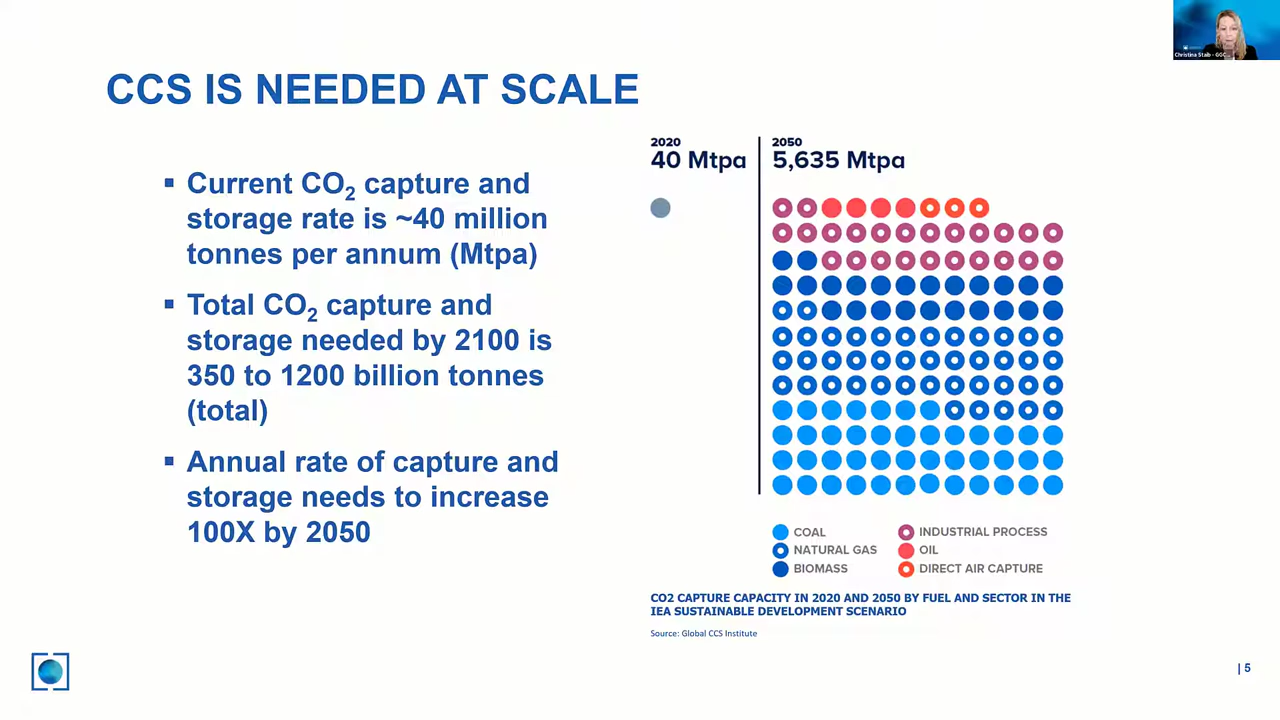 Christina Staib - GGC...
CCS IS NEEDED AT SCALE
▪ Current CO2 capture and
storage rate is ~40 million
tonnes per annum (Mtpa)
▪ Total CO2 capture and
storage needed by 2100 is
350 to 1200 billion tonnes
(total)
▪ Annual rate of capture and
storage needs to increase
100X by 2050
2020
40 Mtpa
2050
5,635 Mtpa
COAL
NATURAL GAS
BIOMASS
INDUSTRIAL PROCESS
OIL
DIRECT AIR CAPTURE
CO2 CAPTURE CAPACITY IN 2020 AND 2050 BY FUEL AND SECTOR IN THE
IEA SUSTAINABLE DEVELOPMENT SCENARIO
Source: Global CCS Institute
| 5